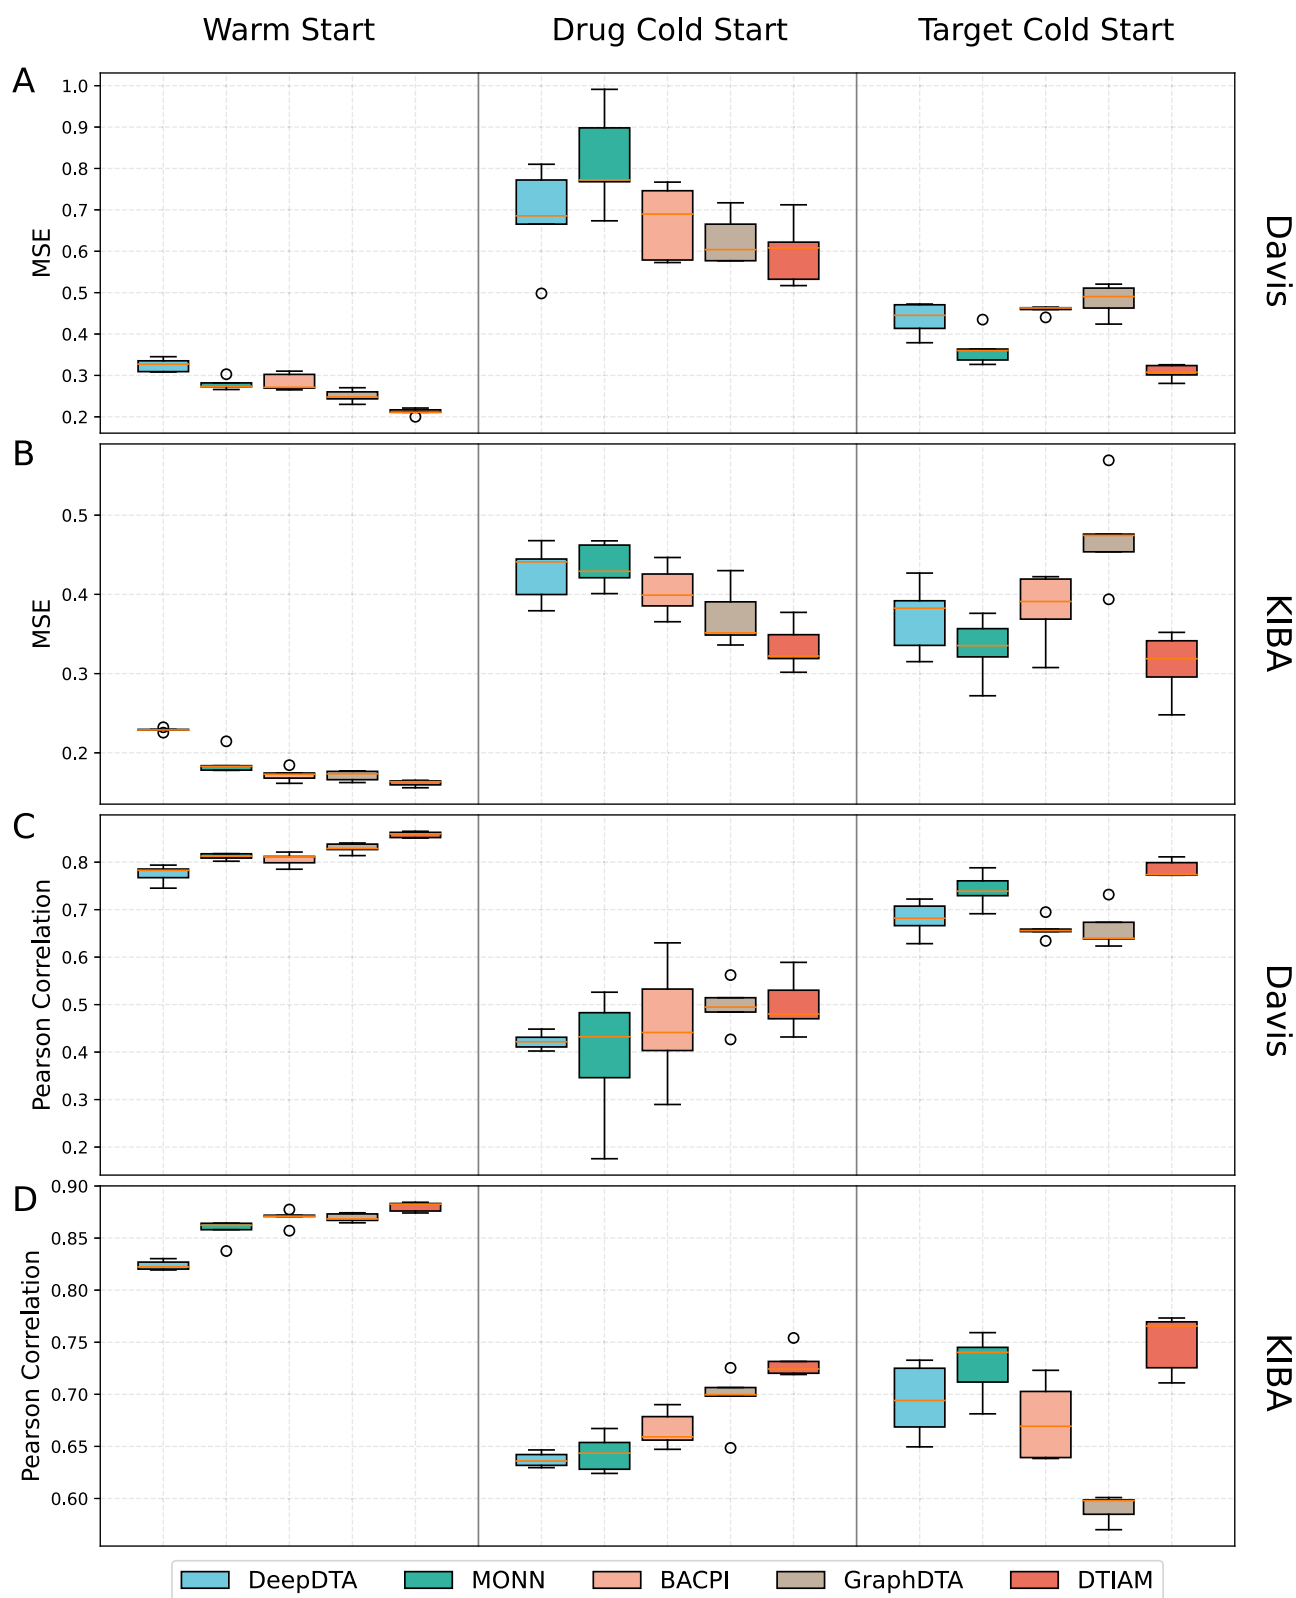 Warm Start Drug Cold Start Target Cold Start
A
1.0
0.9
0.8
0.7
0.6
0.5
0.4
0.3
0.2
MSE
Davis
B
0.5
0.4
0.3
0.2
MSE
KIBA
C
0.8
0.7
0.6
0.5
0.4
0.3
0.2
Pearson Correlation
Davis
D
0.90
0.85
0.80
0.75
0.70
0.65
0.60
Pearson Correlation
KIBA
DeepDTA MONN BACPI GraphDTA DTIAM